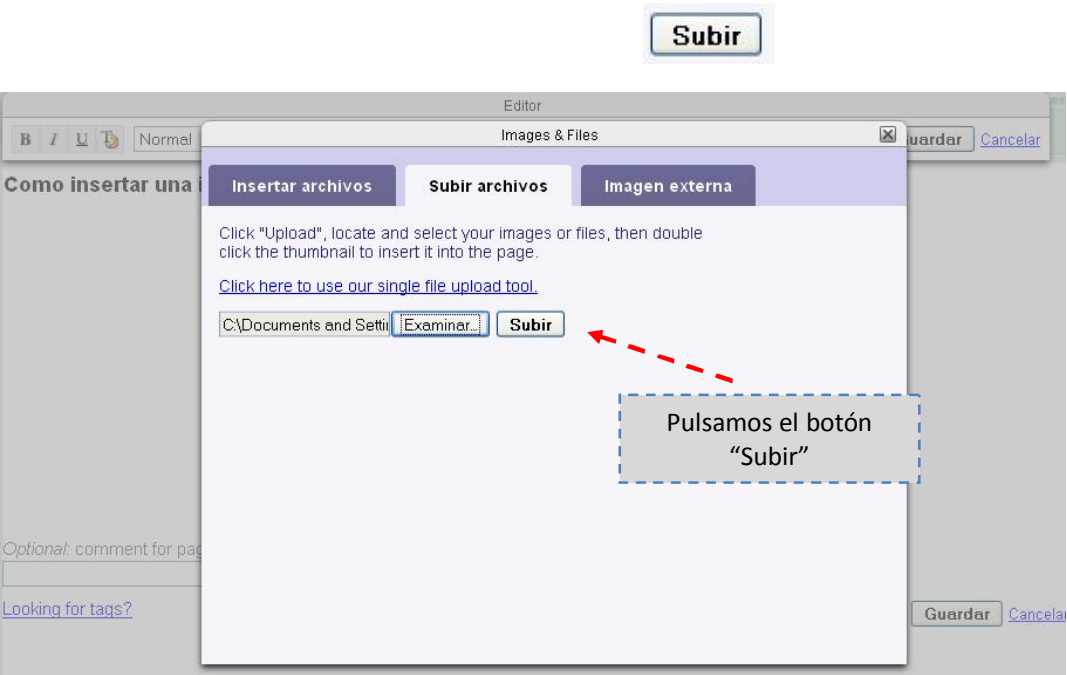 Subir
Editor
B I U Normal
Images & Files
Guardar Cancelar
Como insertar una
Insertar archivos Subir archivos Imagen externa
Click "Upload", locate and select your images or files, then double
click the thumbnail to insert it into the page.
Click here to use our single file upload tool.
C:\Documents and Settin Examinar... Subir
Pulsamos el botón
“Subir”
Optional: comment for pag
Looking for tags?
Guardar Cancelar